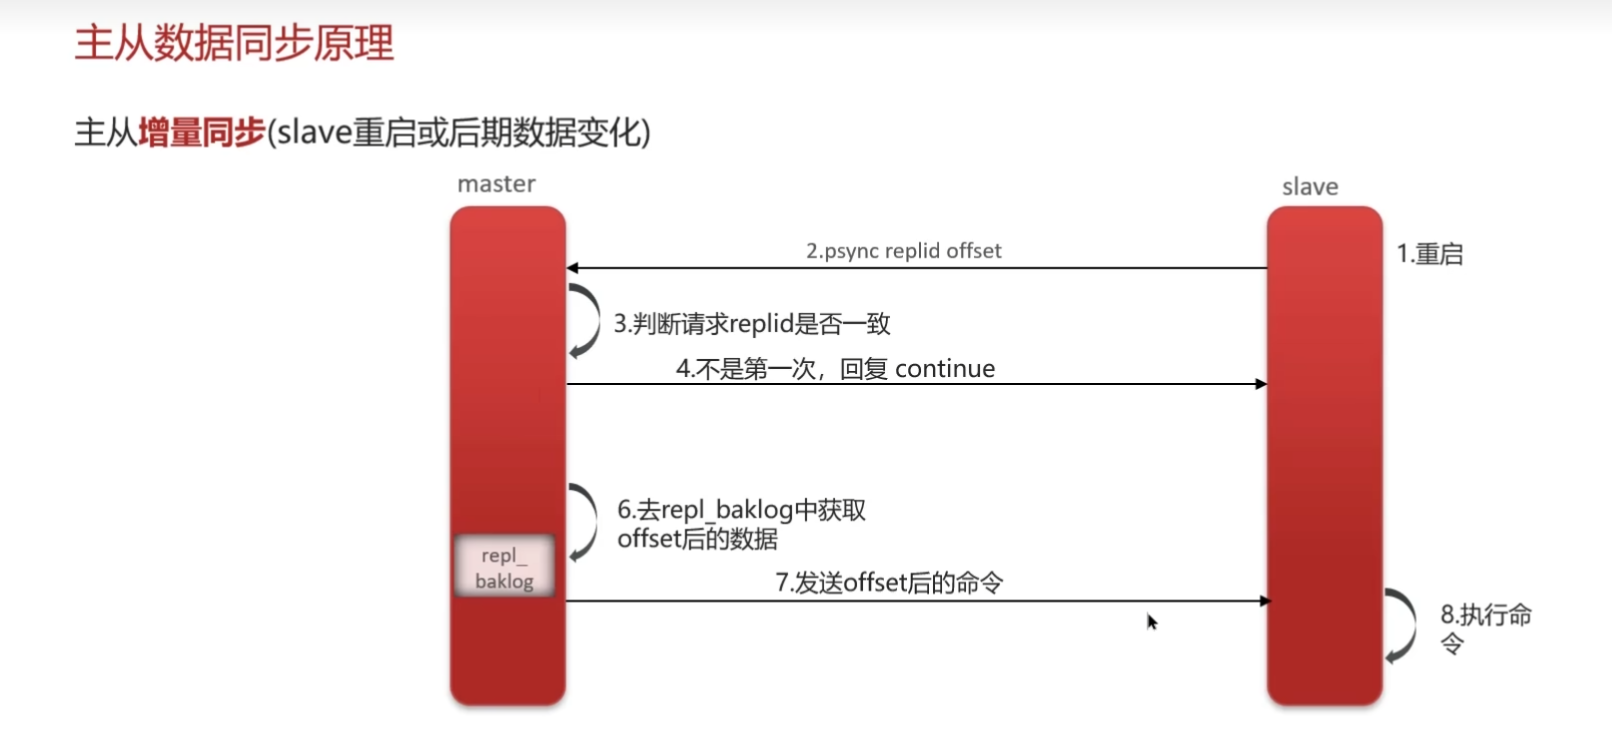 主从数据同步原理
主从增量同步(slave重启或后期数据变化)
master
slave
2.psync replid offset
1.重启
3.判断请求replid是否一致
4.不是第一次，回复 continue
6.去repl_baklog中获取
offset后的数据
repl_
baklog
7.发送offset后的命令
8.执行命
令